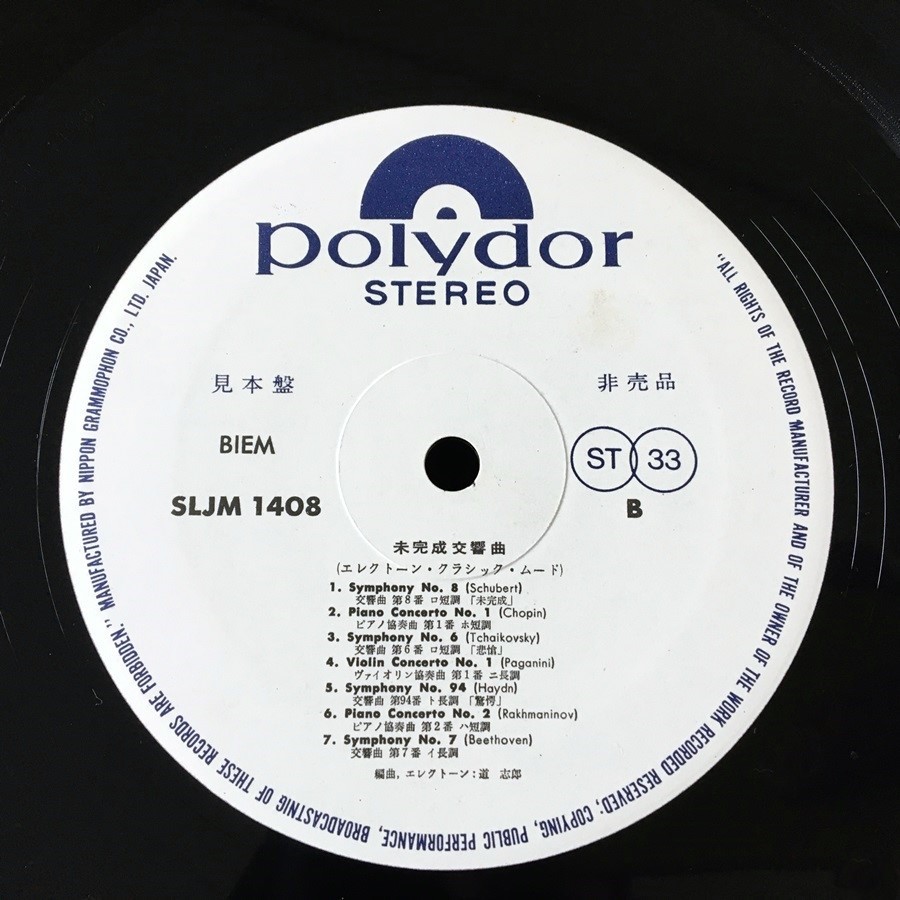 polydor
STEREO
見本盤
非売品
BIEM
ST 33
SLJM 1408
B
未完成交響曲
(エレクトーン・クラシック・ムード)
1. Symphony No. 8 (Schubert)
交響曲 第8番 ロ短調 「未完成」
2. Piano Concerto No. 1 (Chopin)
ピアノ協奏曲 第1番 ホ短調
3. Symphony No. 6 (Tchaikovsky)
交響曲 第6番 ロ短調 「悲愴」
4. Violin Concerto No. 1 (Paganini)
ヴァイオリン協奏曲 第1番 ニ長調
5. Symphony No. 94 (Haydn)
交響曲 第94番 ト長調 「驚愕」
6. Piano Concerto No. 2 (Rakhmaninov)
ピアノ協奏曲 第2番 ハ短調
7. Symphony No. 7 (Beethoven)
交響曲 第7番 イ長調
編曲, エレクトーン:道 志郎
"ALL RIGHTS OF THE RECORD MANUFACTURER AND OF THE OWNER OF THE WORK RECORDED RESERVED; COPYING, PUBLIC PERFORMANCE, BROADCASTNIG OF THESE RECORDS ARE FORBIDDEN." MANUFACTURED BY NIPPON GRAMMOPHON CO., LTD. JAPAN.